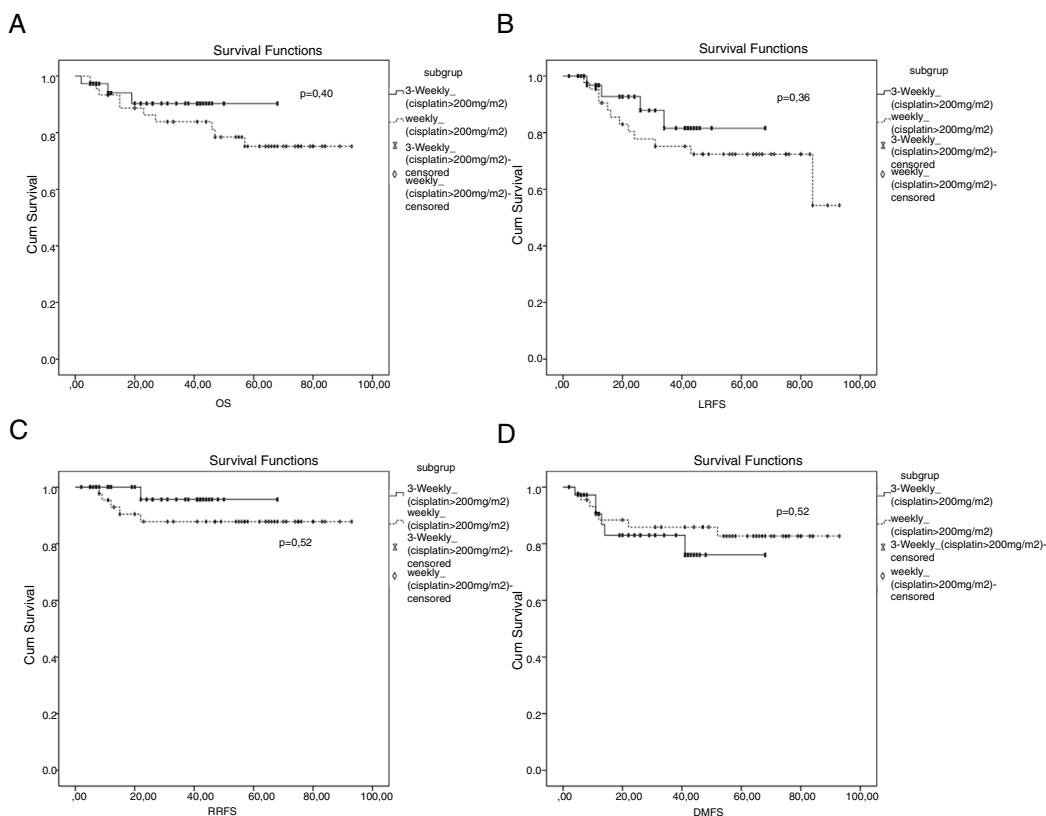 A
Survival Functions
1.0
0.8
0.6
0.4
0.2
0.0
Cum Survival
,00
20,00
40,00
60,00
80,00
100,00
OS
p=0,40
subgrup
3-Weekly_
(cisplatin>200mg/m2)
weekly_
(cisplatin>200mg/m2)
3-Weekly_
(cisplatin>200mg/m2)-
censored
weekly_
(cisplatin>200mg/m2)-
censored
B
Survival Functions
1.0
0.8
0.6
0.4
0.2
0.0
Cum Survival
,00
20,00
40,00
60,00
80,00
100,00
LRFS
p=0,36
subgrup
3-Weekly_
(cisplatin>200mg/m2)
weekly_
(cisplatin>200mg/m2)
3-Weekly_
(cisplatin>200mg/m2)-
censored
weekly_
(cisplatin>200mg/m2)-
censored
C
Survival Functions
1.0
0.8
0.6
0.4
0.2
0.0
Cum Survival
,00
20,00
40,00
60,00
80,00
100,00
RRFS
p=0,52
subgrup
3-Weekly_
(cisplatin>200mg/m2)
weekly_
(cisplatin>200mg/m2)
3-Weekly_
(cisplatin>200mg/m2)-
censored
weekly_
(cisplatin>200mg/m2)-
censored
D
Survival Functions
1.0
0.8
0.6
0.4
0.2
0.0
Cum Survival
,00
20,00
40,00
60,00
80,00
100,00
DMFS
p=0,52
subgrup
3-Weekly_
(cisplatin>200mg/m2)
weekly_
(cisplatin>200mg/m2)
3-Weekly_(cisplatin>200mg/m2)-
censored
weekly_
(cisplatin>200mg/m2)-
censored